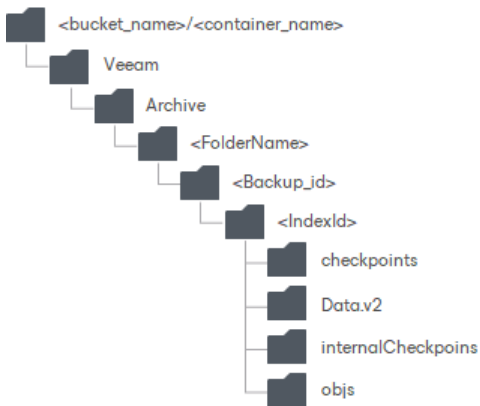 <bucket_name>/<container_name>
Veeam
Archive
<FolderName>
<Backup_id>
<IndexId>
checkpoints
Data.v2
internalCheckpoins
objs